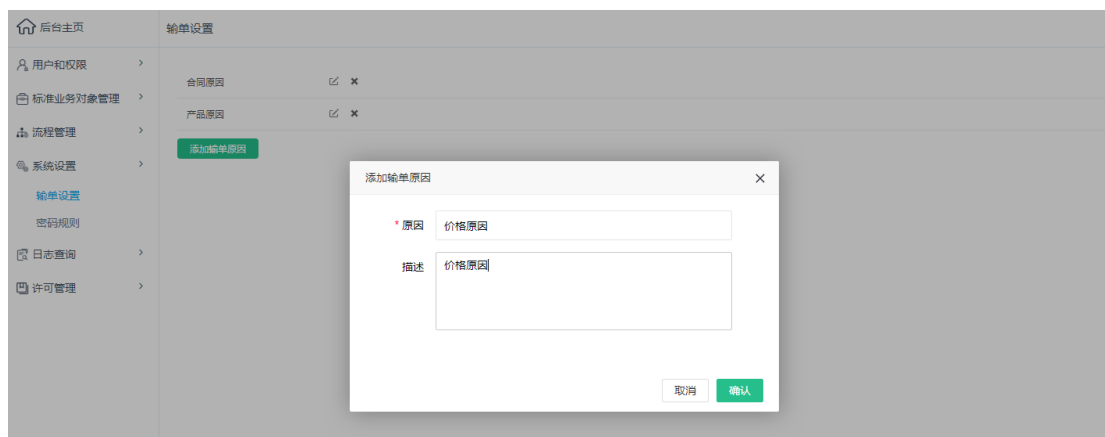 后台主页
输单设置
用户和权限
标准业务对象管理
流程管理
系统设置
输单设置
密码规则
日志查询
许可管理
合同原因
产品原因
添加输单原因
添加输单原因
* 原因 价格原因
描述 价格原因
取消 确认